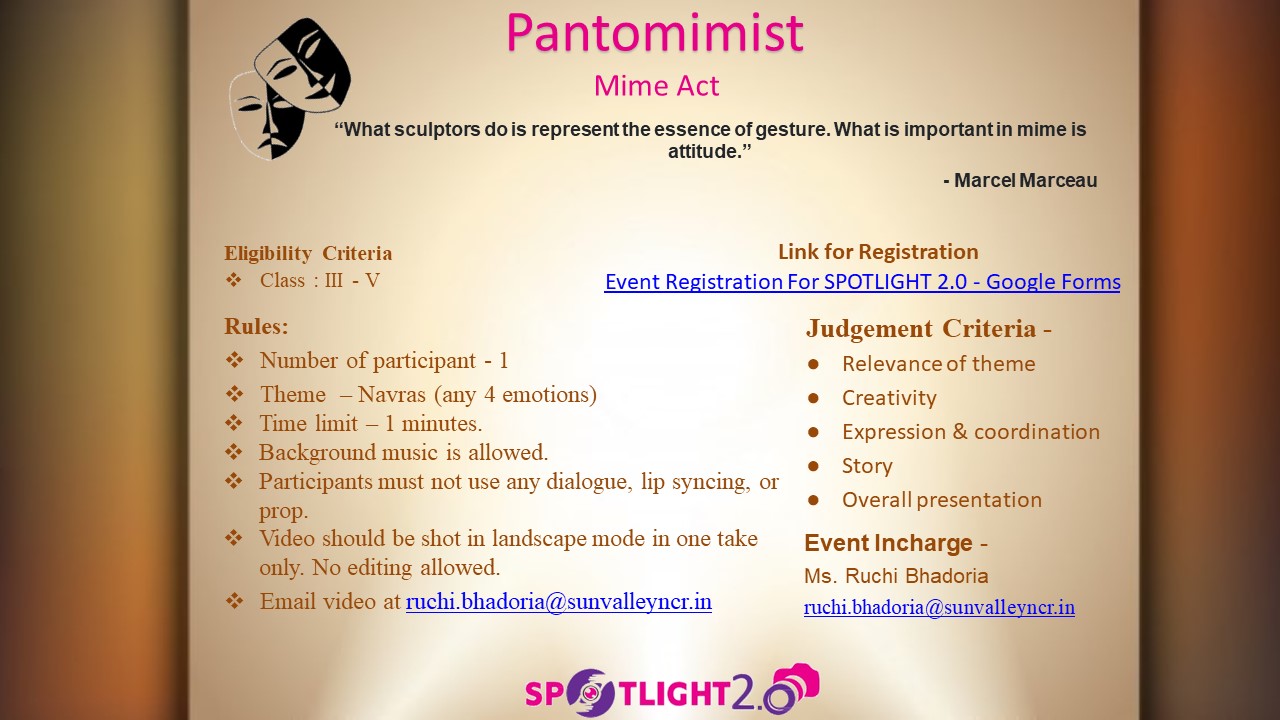 Pantomimist
Mime Act
“What sculptors do is represent the essence of gesture. What is important in mime is
attitude.”
- Marcel Marceau
Eligibility Criteria
❖ Class : III - V
Link for Registration
Event Registration For SPOTLIGHT 2.0 - Google Forms
Rules:
❖ Number of participant - 1
❖ Theme – Navras (any 4 emotions)
❖ Time limit – 1 minutes.
❖ Background music is allowed.
❖ Participants must not use any dialogue, lip syncing, or
prop.
❖ Video should be shot in landscape mode in one take
only. No editing allowed.
❖ Email video at ruchi.bhadoria@sunvalleyncr.in
Judgement Criteria -
● Relevance of theme
● Creativity
● Expression & coordination
● Story
● Overall presentation
Event Incharge -
Ms. Ruchi Bhadoria
ruchi.bhadoria@sunvalleyncr.in
SPOTLIGHT2.0